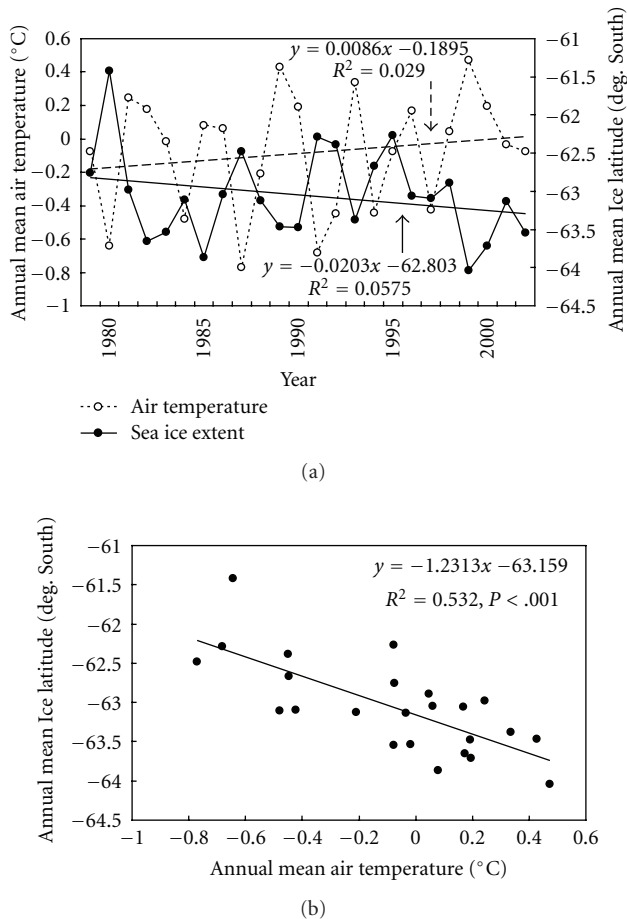 Annual mean air temperature (°C)
0.6
0.4
0.2
0
−0.2
−0.4
−0.6
−0.8
−1
y = 0.0086x −0.1895
R² = 0.029
y = −0.0203x −62.803
R² = 0.0575
−61
−61.5
−62
−62.5
−63
−63.5
−64
−64.5
Annual mean Ice latitude (deg. South)
1980
1985
1990
1995
2000
Year
Air temperature
Sea ice extent
(a)
Annual mean Ice latitude (deg. South)
−61
−61.5
−62
−62.5
−63
−63.5
−64
−64.5
y = −1.2313x −63.159
R² = 0.532, P < .001
−1
−0.8
−0.6
−0.4
−0.2
0
0.2
0.4
0.6
Annual mean air temperature (°C)
(b)